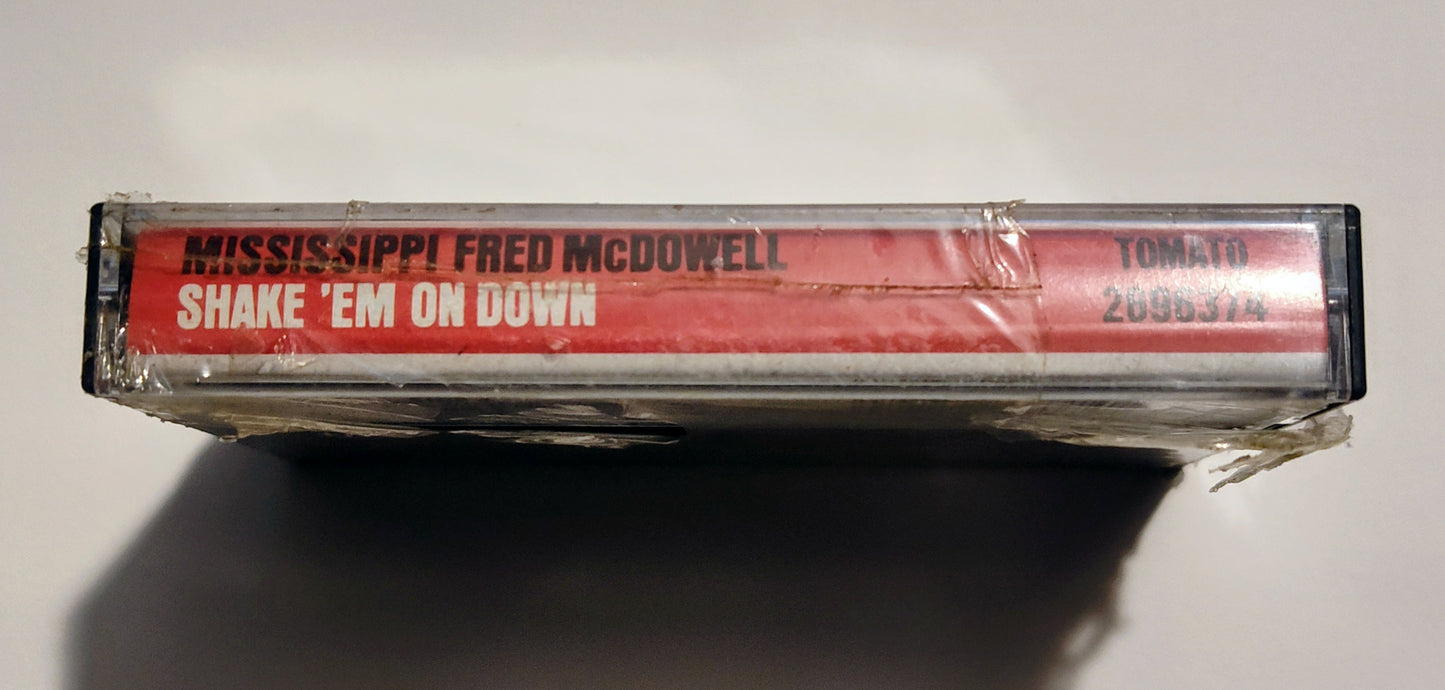 MISSISSIPPI FRED McDOWELL
SHAKE 'EM ON DOWN
TOMATO
2696374